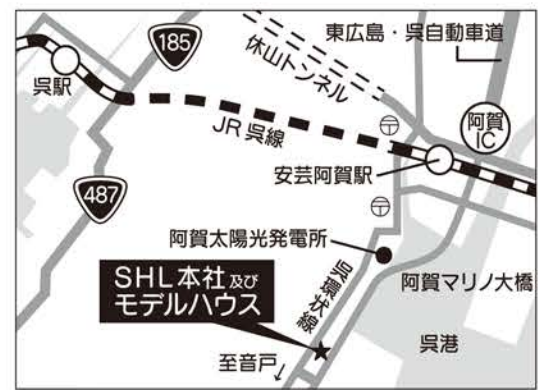 185
東広島・呉自動車道
休山トンネル
呉駅
阿賀
IC
JR呉線
安芸阿賀駅
487
阿賀太陽光発電所
SHL本社及び
モデルハウス
呉環状線
阿賀マリノ大橋
呉港
至音戸